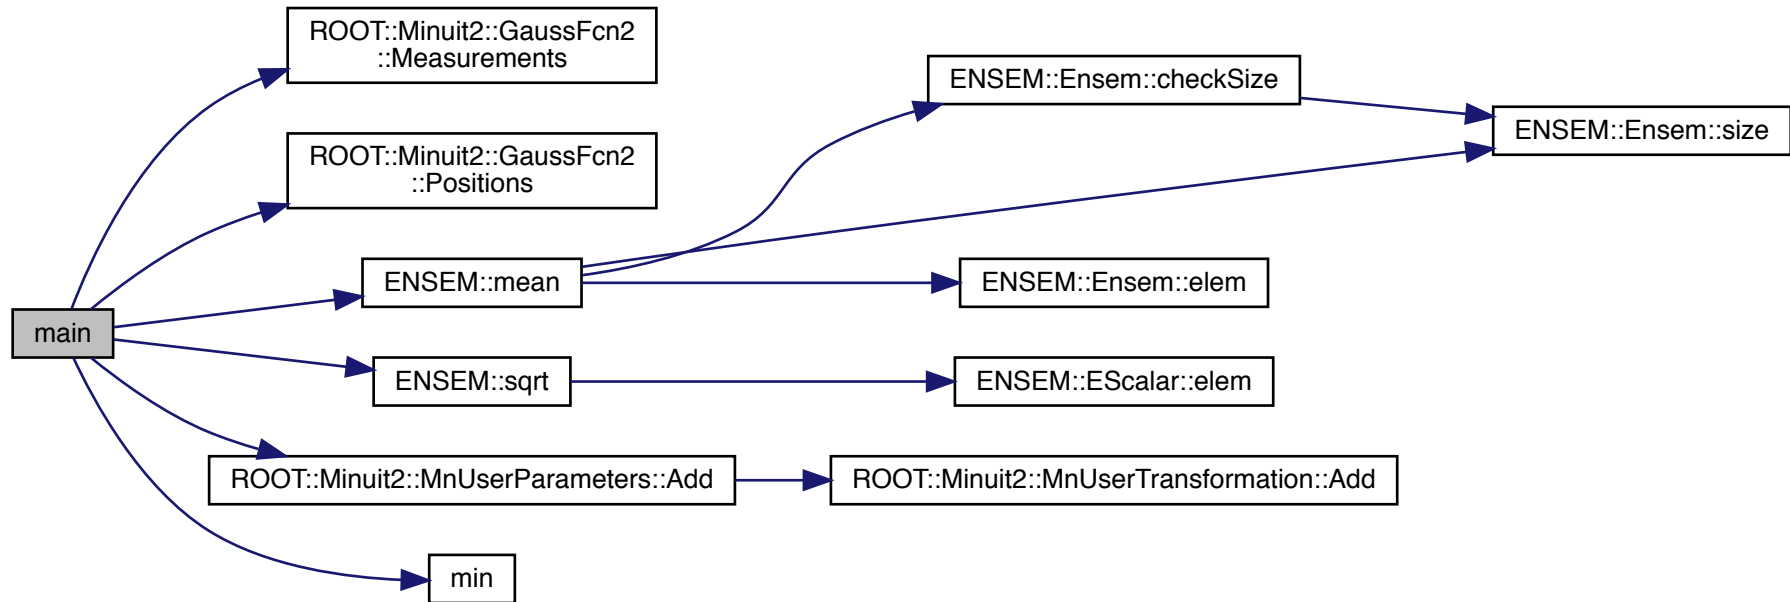 ROOT::Minuit2::GaussFcn2
::Measurements
ENSEM::Ensem::checkSize
ENSEM::Ensem::size
ROOT::Minuit2::GaussFcn2
::Positions
ENSEM::mean
ENSEM::Ensem::elem
main
ENSEM::sqrt
ENSEM::EScalar::elem
ROOT::Minuit2::MnUserParameters::Add
ROOT::Minuit2::MnUserTransformation::Add
min